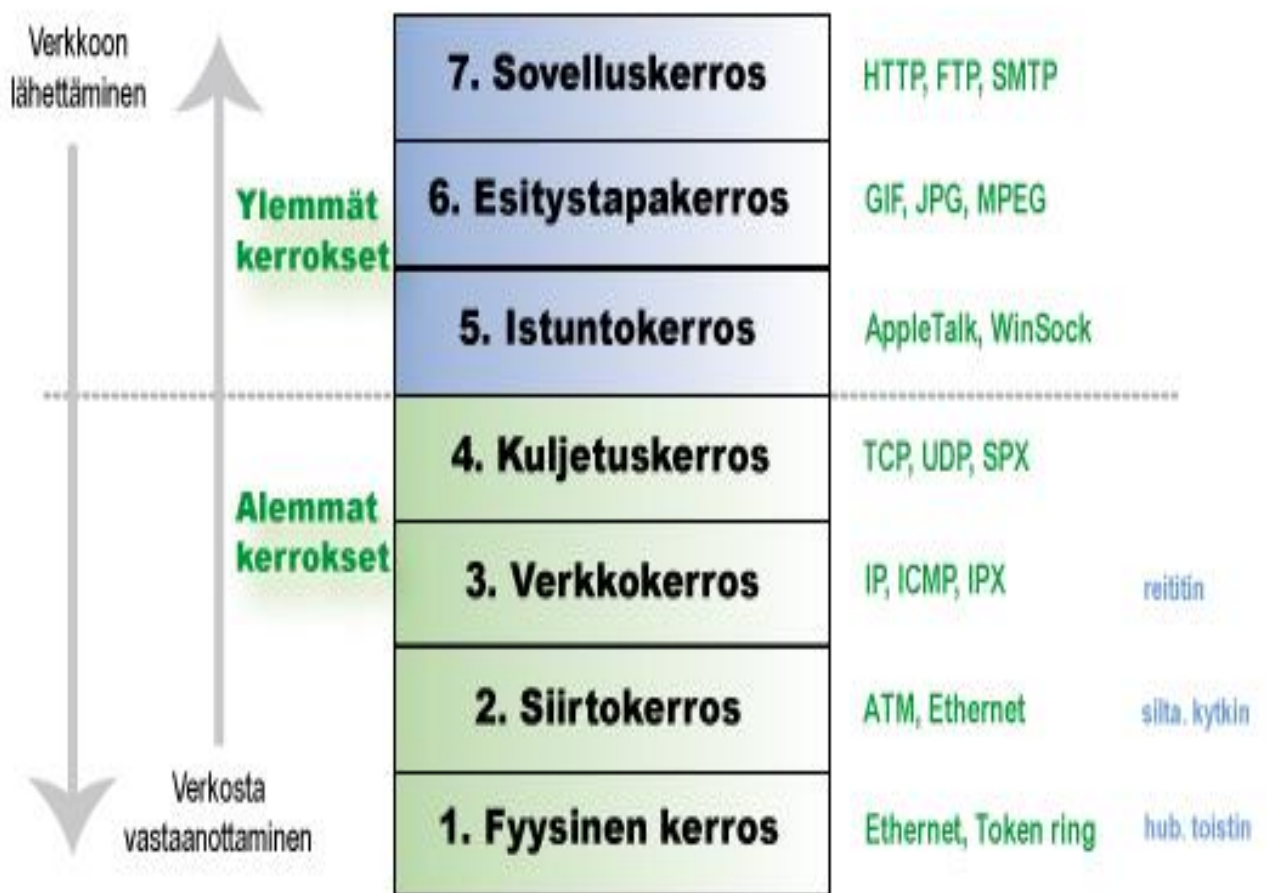 Verkkoon
lähettäminen
7. Sovelluskerros
HTTP, FTP, SMTP
Ylemmät
kerrokset
6. Esitystapakerros
GIF, JPG, MPEG
5. Istuntokerros
AppleTalk, WinSock
4. Kuljetuskerros
TCP, UDP, SPX
Alemmat
kerrokset
3. Verkkokerros
IP, ICMP, IPX
reititin
2. Siirtokerros
ATM, Ethernet
silta. kytkin
Verkosta
vastaanottaminen
1. Fyysinen kerros
Ethernet, Token ring
hub. toistin